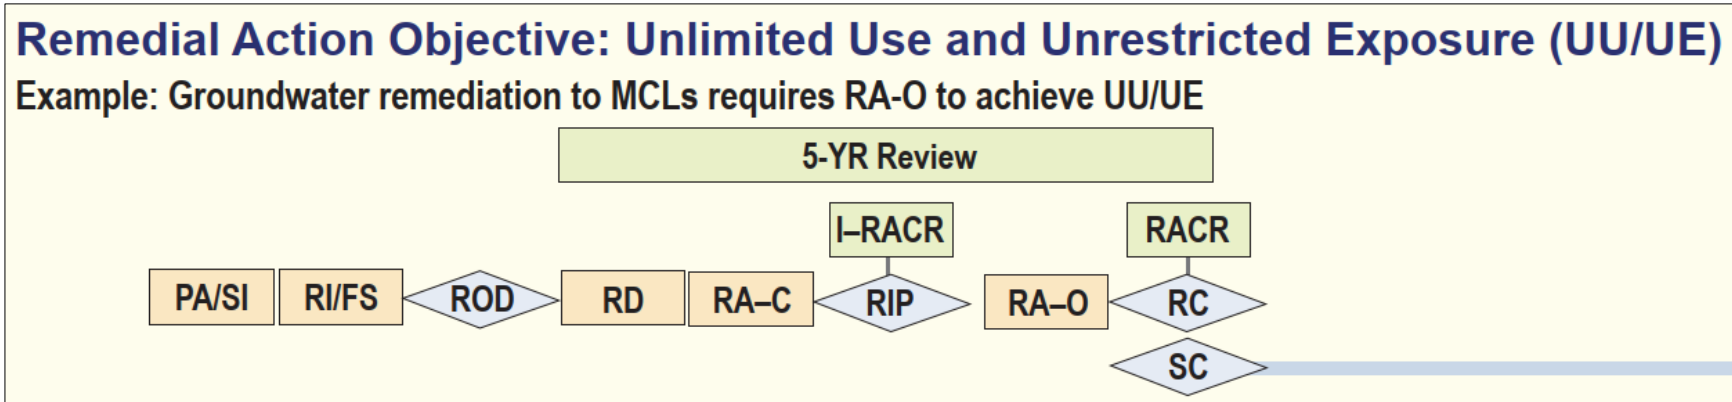 Remedial Action Objective: Unlimited Use and Unrestricted Exposure (UU/UE)
Example: Groundwater remediation to MCLs requires RA-O to achieve UU/UE
5-YR Review
I–RACR
RACR
PA/SI
RI/FS
ROD
RD
RA–C
RIP
RA–O
RC
SC